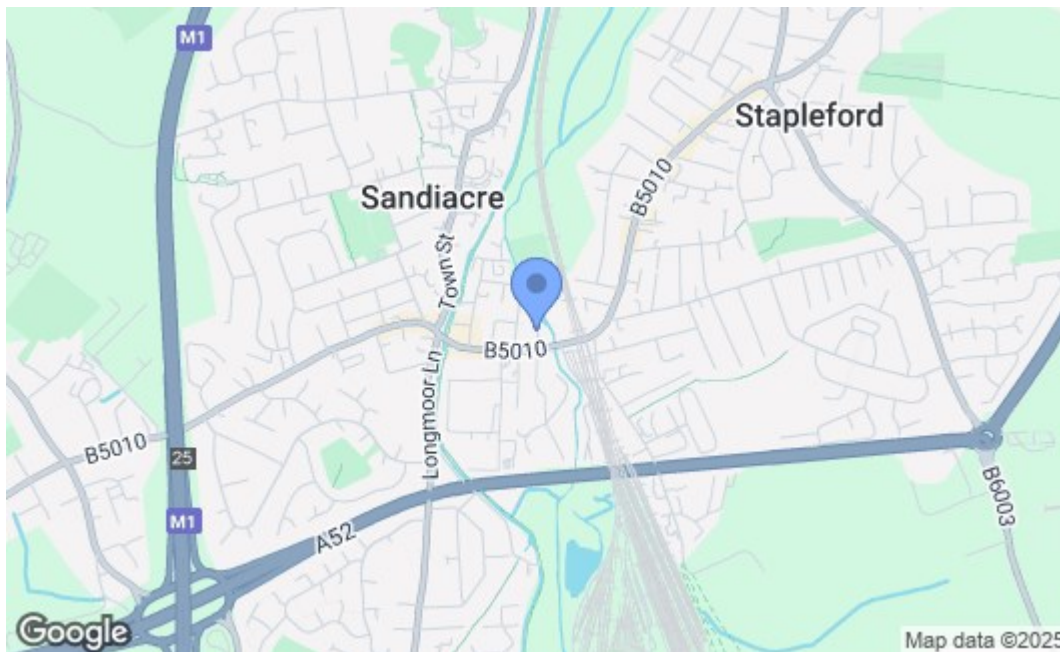 M1
Stapleford
B5010
Sandiacre
Town St
B5010
Longmoor Ln
B5010
25
M1
A52
B6003
Google
Map data ©2025